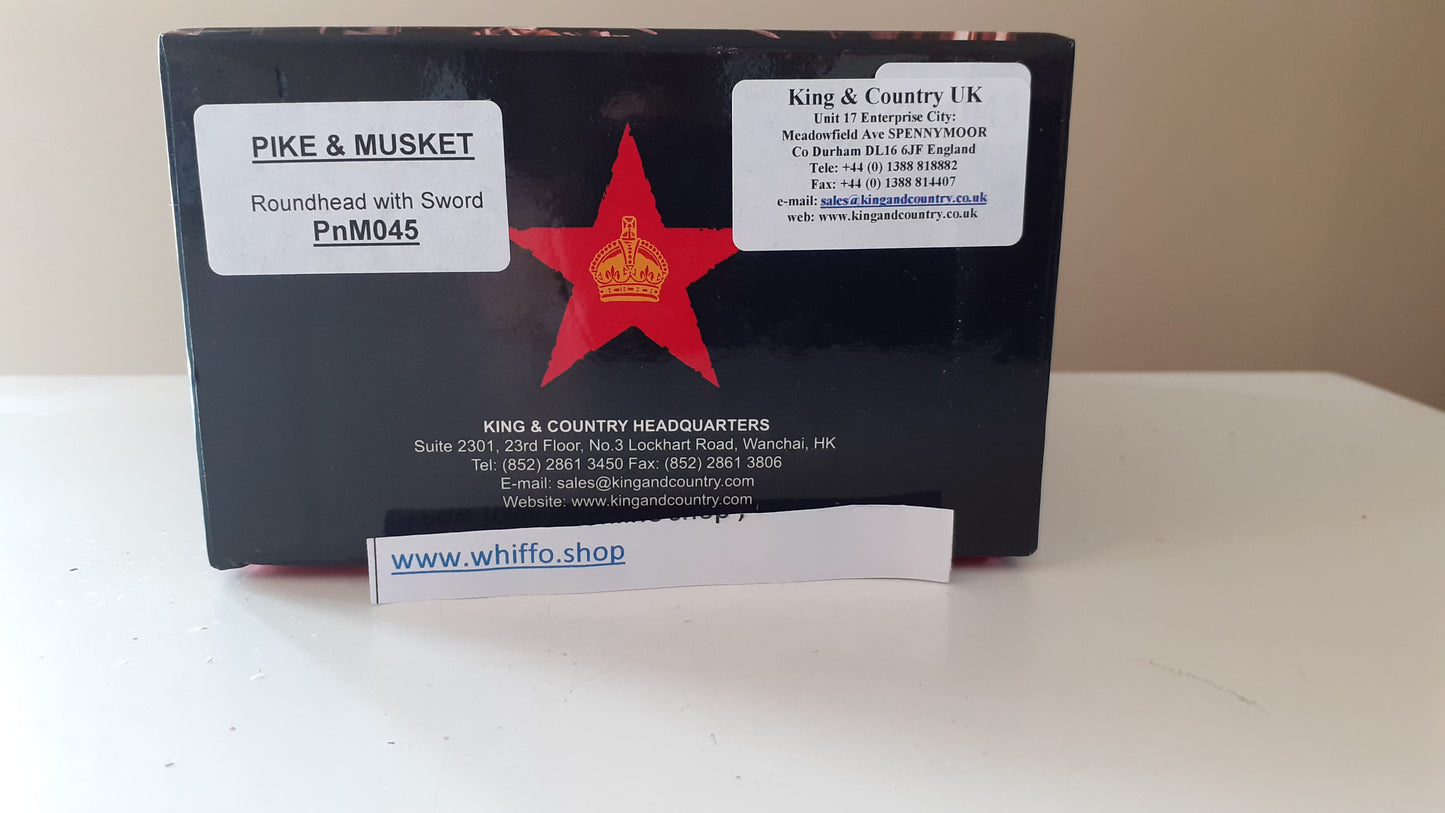 PIKE & MUSKET
Roundhead with Sword
PnM045
King & Country UK
Unit 17 Enterprise City:
Meadowfield Ave SPENNYMOOR
Co Durham DL16 6JF England
Tele: +44 (0) 1388 818882
Fax: +44 (0) 1388 814407
e-mail: sales@kingandcountry.co.uk
web: www.kingandcountry.co.uk
KING & COUNTRY HEADQUARTERS
Suite 2301, 23rd Floor, No.3 Lockhart Road, Wanchai, HK
Tel: (852) 2861 3450 Fax: (852) 2861 3806
E-mail: sales@kingandcountry.com
Website: www.kingandcountry.com
www.whiffo.shop